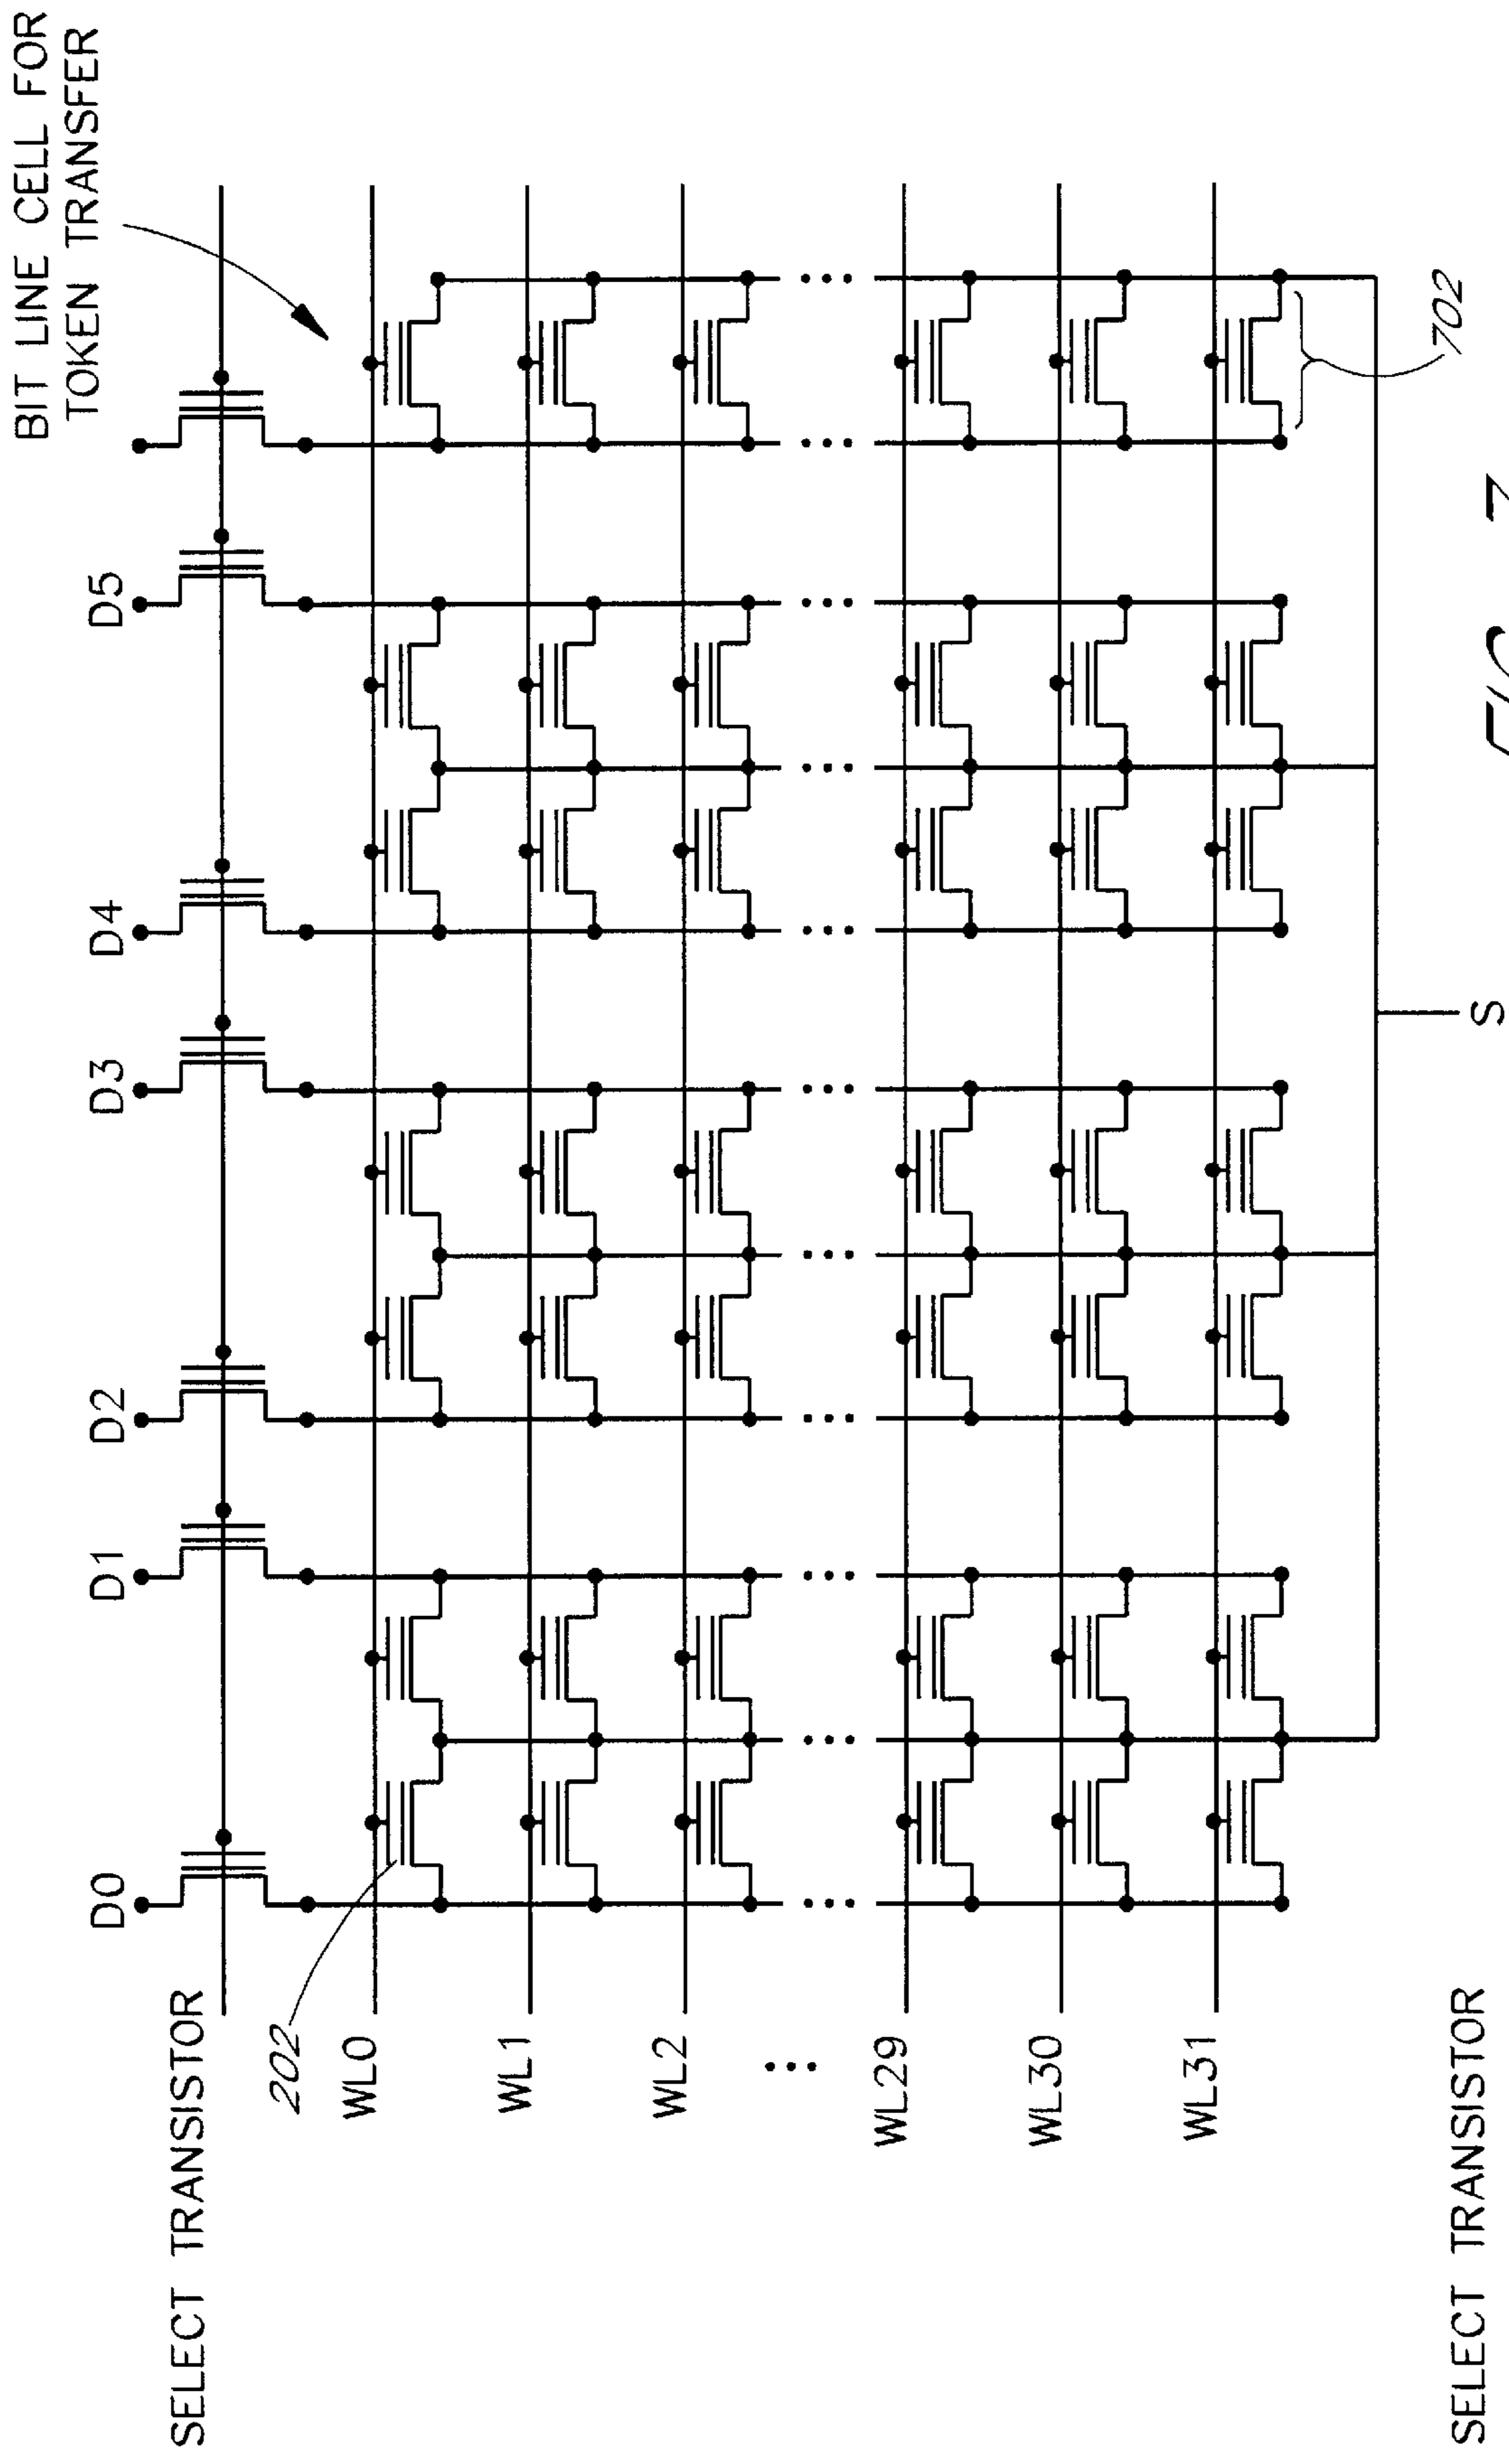 BIT LINE CELL FOR
TOKEN TRANSFER
D0
D1
D2
D3
D4
D5
SELECT TRANSISTOR
202
WL0
WL1
WL2
WL29
WL30
WL31
702
S
SELECT TRANSISTOR